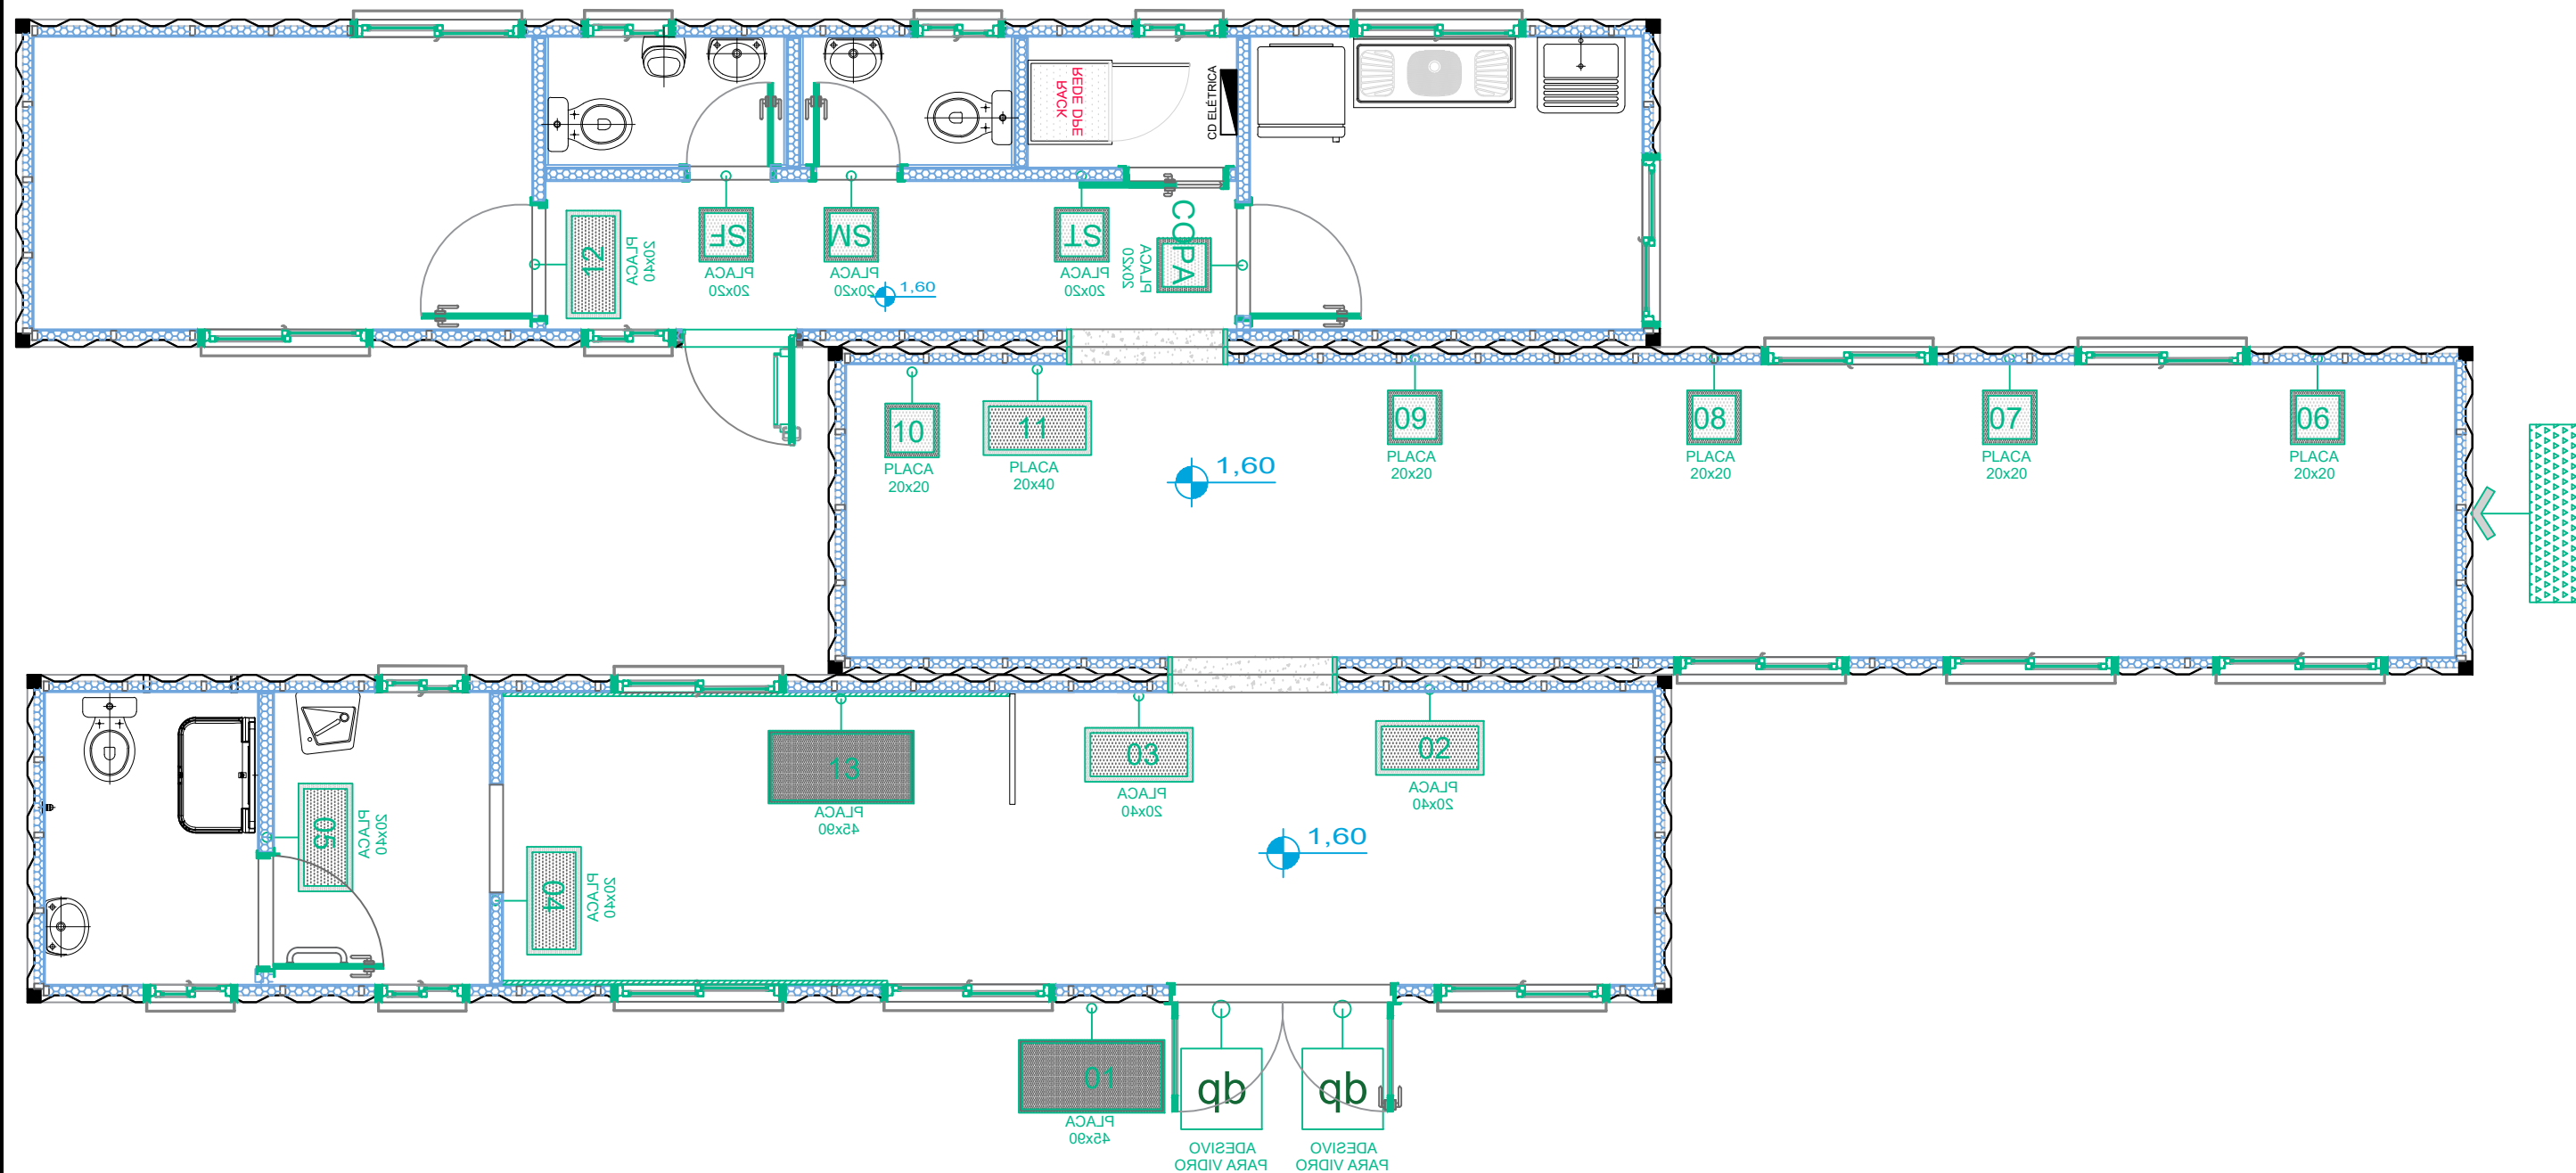 REDE DPE
RACK
CD ELÉTRICA
12
PLACA
20x40
SF
PLACA
20x20
SM
PLACA
20x20
ST
PLACA
20x20
COPA
PLACA
20x20
1,60
10
PLACA
20x20
11
PLACA
20x40
1,60
09
PLACA
20x20
08
PLACA
20x20
07
PLACA
20x20
06
PLACA
20x20
05
PLACA
20x40
04
PLACA
20x40
13
PLACA
45x90
03
PLACA
20x40
02
PLACA
20x40
1,60
01
PLACA
45x90
qb
ADESIVO
PARA VIDRO
qb
ADESIVO
PARA VIDRO